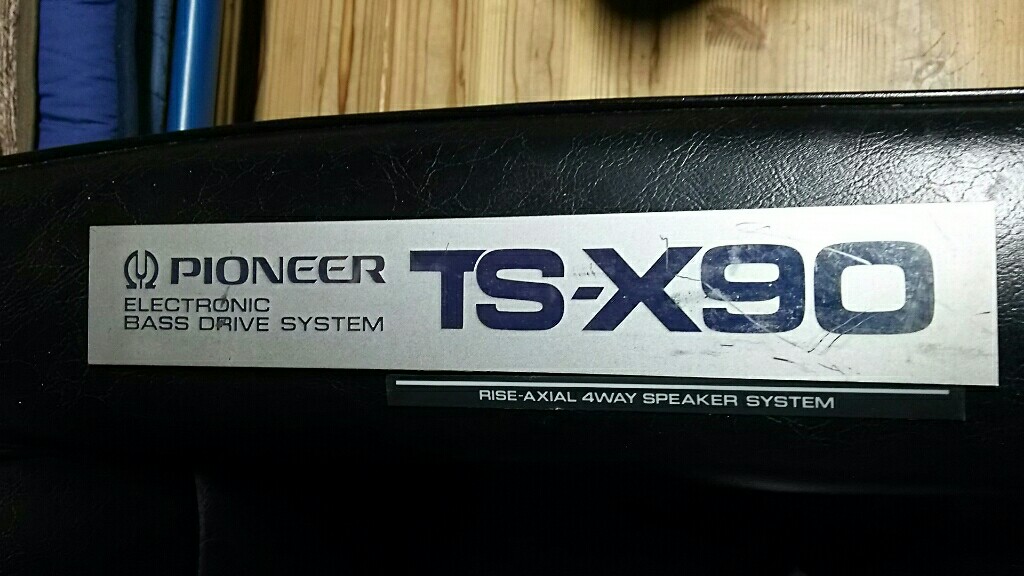 PIONEER TS-X90
ELECTRONIC
BASS DRIVE SYSTEM
RISE-AXIAL 4WAY SPEAKER SYSTEM